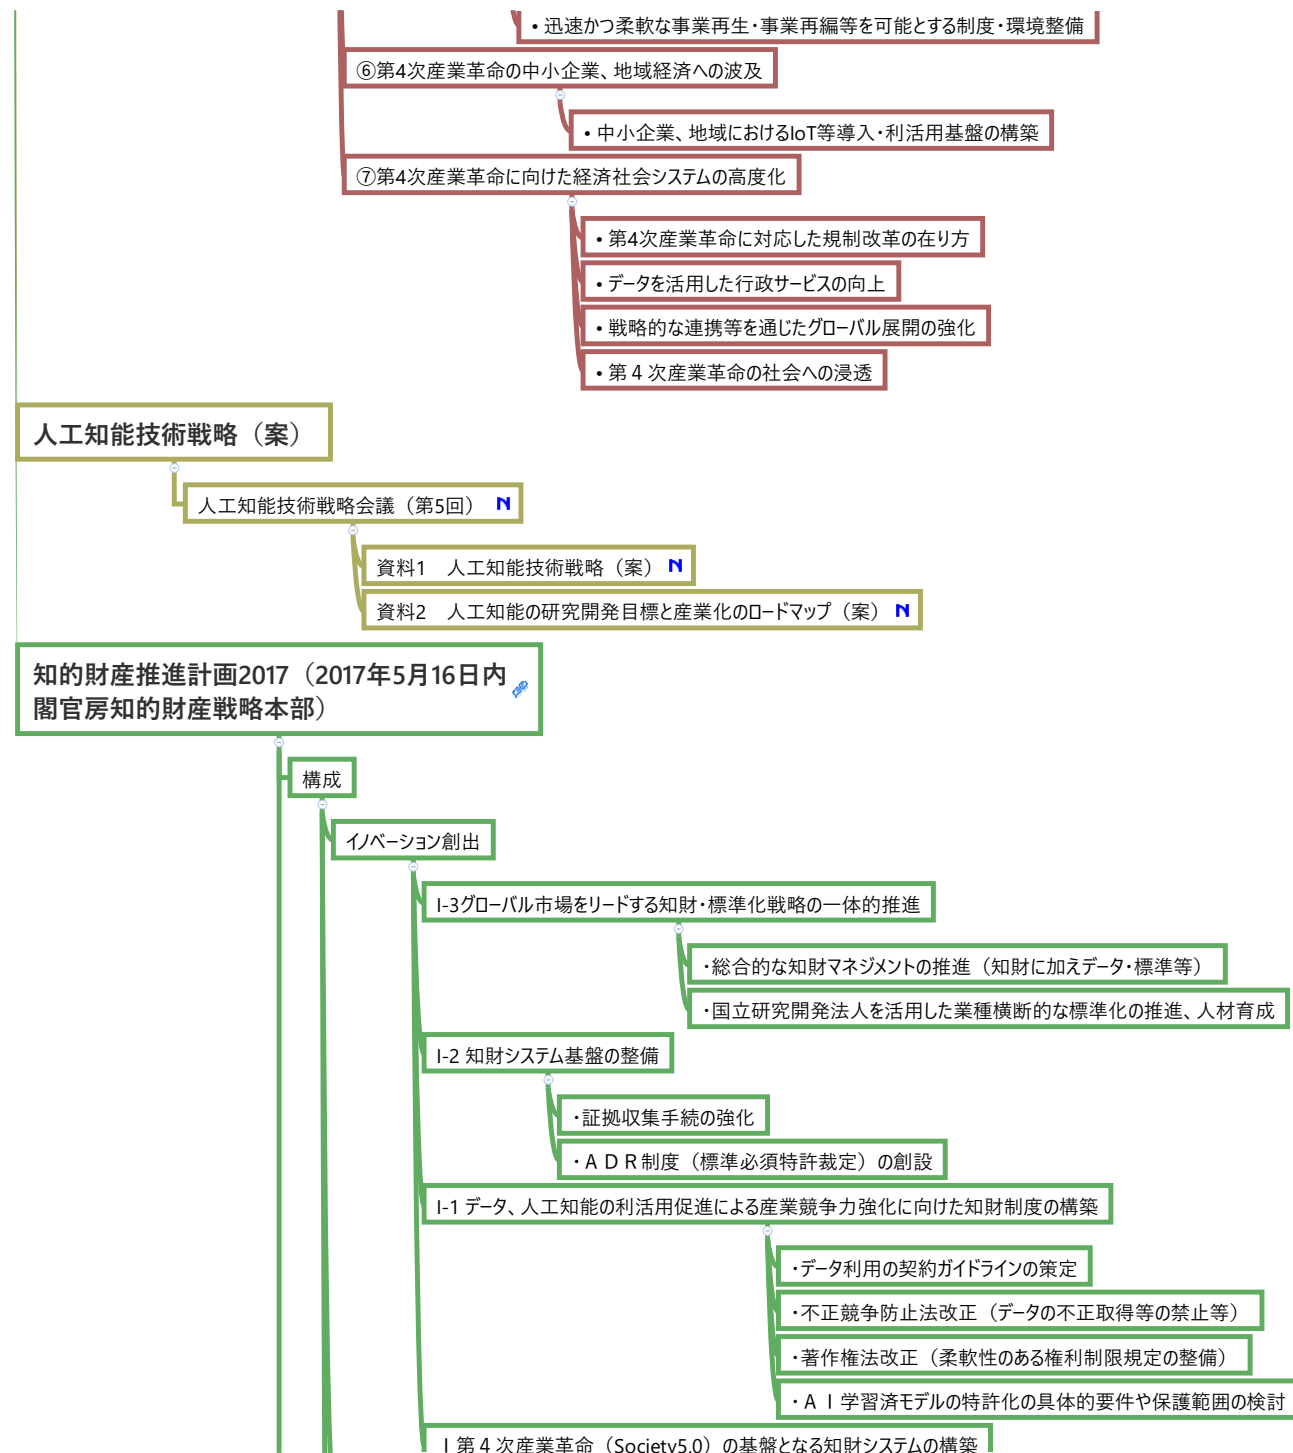 • 迅速かつ柔軟な事業再生・事業再編等を可能とする制度・環境整備
⑥第4次産業革命の中小企業、地域経済への波及
• 中小企業、地域におけるIoT等導入・利活用基盤の構築
⑦第4次産業革命に向けた経済社会システムの高度化
• 第4次産業革命に対応した規制改革の在り方
• データを活用した行政サービスの向上
• 戦略的な連携等を通じたグローバル展開の強化
• 第４次産業革命の社会への浸透
人工知能技術戦略（案）
人工知能技術戦略会議（第5回） N
資料1　人工知能技術戦略（案） N
資料2　人工知能の研究開発目標と産業化のロードマップ（案） N
知的財産推進計画2017（2017年5月16日内
閣官房知的財産戦略本部）
構成
イノベーション創出
I-3グローバル市場をリードする知財・標準化戦略の一体的推進
・総合的な知財マネジメントの推進（知財に加えデータ・標準等）
・国立研究開発法人を活用した業種横断的な標準化の推進、人材育成
I-2 知財システム基盤の整備
・証拠収集手続の強化
・ＡＤＲ制度（標準必須特許裁定）の創設
I-1 データ、人工知能の利活用促進による産業競争力強化に向けた知財制度の構築
・データ利用の契約ガイドラインの策定
・不正競争防止法改正（データの不正取得等の禁止等）
・著作権法改正（柔軟性のある権利制限規定の整備）
・ＡＩ学習済モデルの特許化の具体的要件や保護範囲の検討
Ⅰ第４次産業革命（Society5.0）の基盤となる知財システムの構築